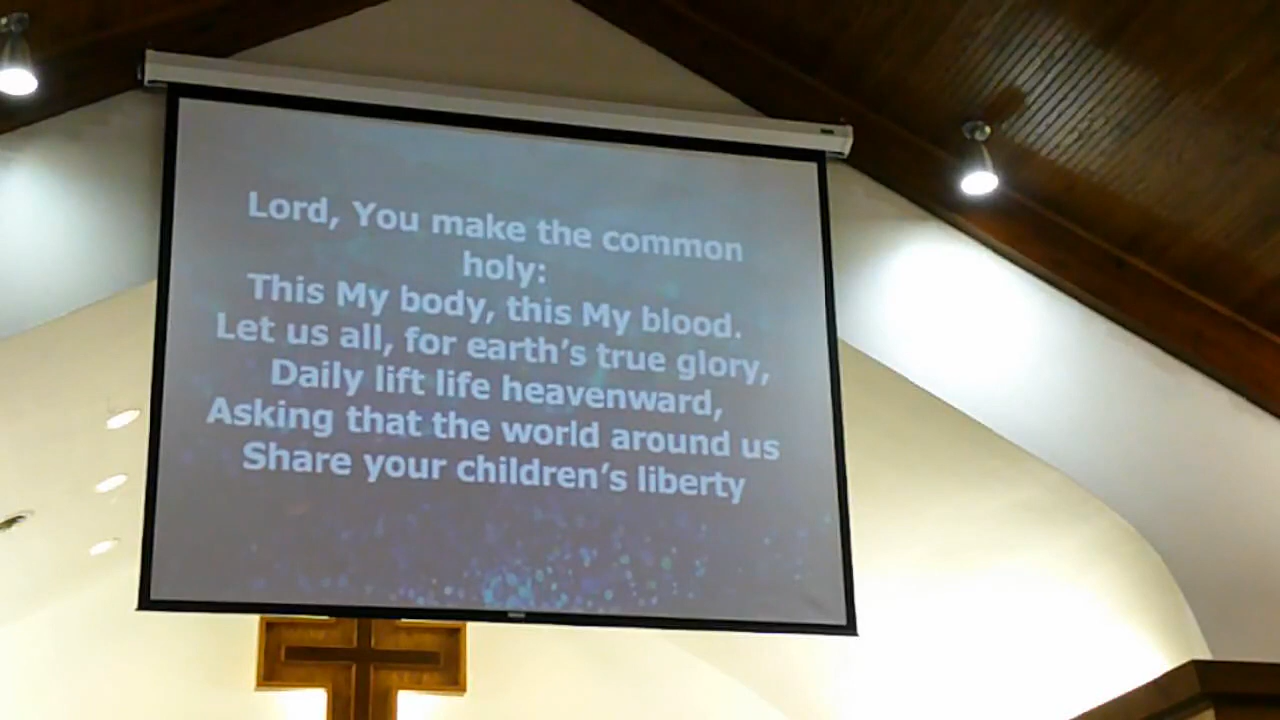 Lord, You make the common
holy:
This My body, this My blood.
Let us all, for earth’s true glory,
Daily lift life heavenward,
Asking that the world around us
Share your children’s liberty